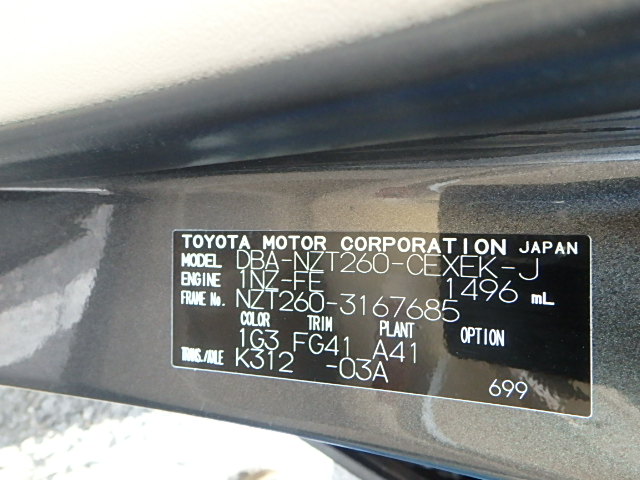 TOYOTA MOTOR CORPORATION JAPAN
MODEL DBA-NZT260-CEXEK-J
ENGINE 1NZ-FE 1496 mL
FRAME No. NZT260-3167685
COLOR TRIM PLANT OPTION
1G3 FG41 A41
TRANS./AXLE K312 -03A
699